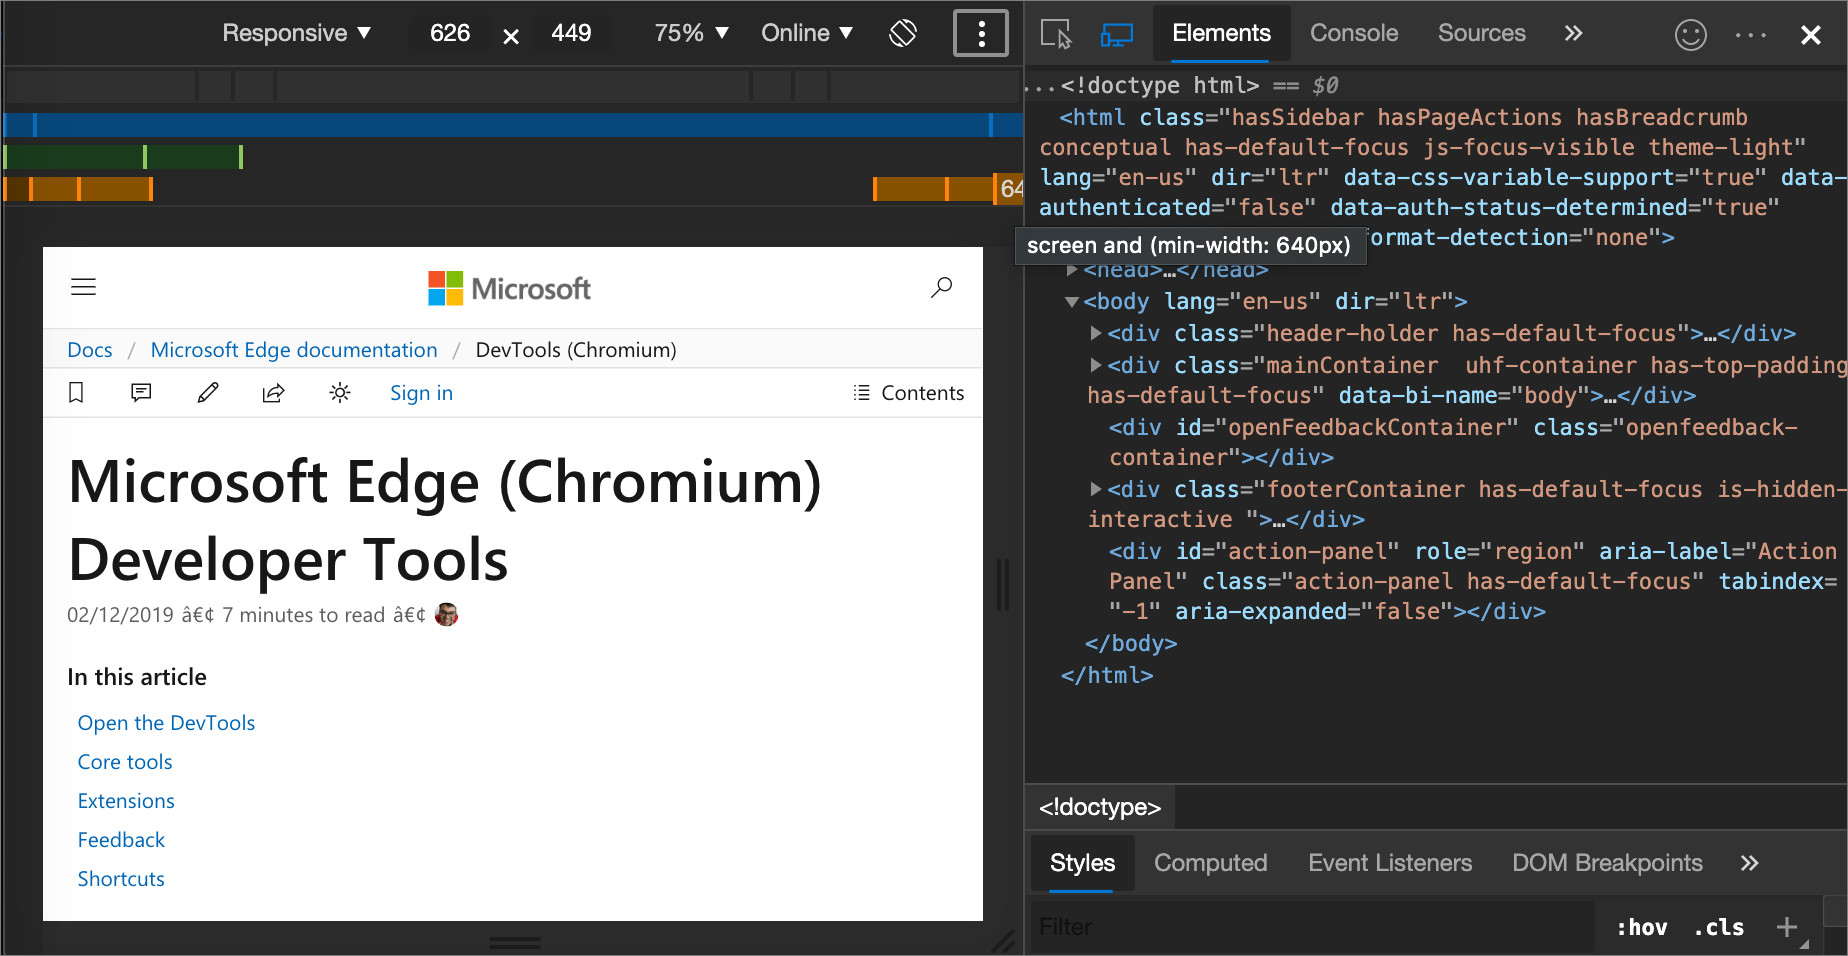 Responsive ▼ 626 × 449 75% ▼ Online ▼
64
Microsoft
Docs / Microsoft Edge documentation / DevTools (Chromium)
Sign in Contents
Microsoft Edge (Chromium)
Developer Tools
02/12/2019 â€¢ 7 minutes to read â€¢
In this article
Open the DevTools
Core tools
Extensions
Feedback
Shortcuts
Elements Console Sources »
...<!doctype html> == $0
<html class="hasSidebar hasPageActions hasBreadcrumb
conceptual has-default-focus js-focus-visible theme-light"
lang="en-us" dir="ltr" data-css-variable-support="true" data-
authenticated="false" data-auth-status-determined="true"
screen and (min-width: 640px) format-detection="none">
<head>…</head>
<body lang="en-us" dir="ltr">
<div class="header-holder has-default-focus">…</div>
<div class="mainContainer  uhf-container has-top-padding
has-default-focus" data-bi-name="body">…</div>
<div id="openFeedbackContainer" class="openfeedback-
container"></div>
<div class="footerContainer has-default-focus is-hidden-
interactive ">…</div>
<div id="action-panel" role="region" aria-label="Action
Panel" class="action-panel has-default-focus" tabindex=
"-1" aria-expanded="false"></div>
</body>
</html>
<!doctype>
Styles Computed Event Listeners DOM Breakpoints »
Filter :hov .cls +